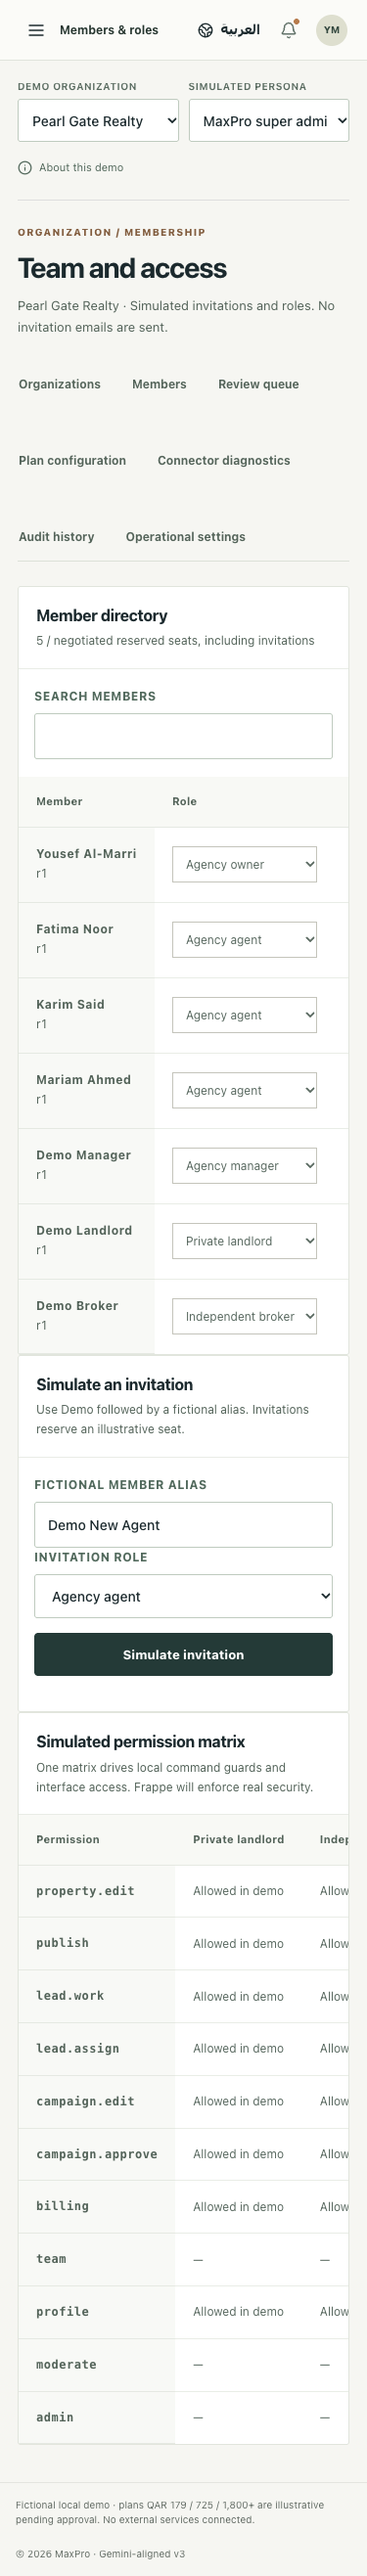 Members & roles
العربية
YM
DEMO ORGANIZATION
SIMULATED PERSONA
Pearl Gate Realty
MaxPro super admi
About this demo
ORGANIZATION / MEMBERSHIP
Team and access
Pearl Gate Realty · Simulated invitations and roles. No
invitation emails are sent.
Organizations Members Review queue
Plan configuration Connector diagnostics
Audit history Operational settings
Member directory
5 / negotiated reserved seats, including invitations
SEARCH MEMBERS
Member Role
Yousef Al-Marri
r1
Agency owner
Fatima Noor
r1
Agency agent
Karim Said
r1
Agency agent
Mariam Ahmed
r1
Agency agent
Demo Manager
r1
Agency manager
Demo Landlord
r1
Private landlord
Demo Broker
r1
Independent broker
Simulate an invitation
Use Demo followed by a fictional alias. Invitations
reserve an illustrative seat.
FICTIONAL MEMBER ALIAS
Demo New Agent
INVITATION ROLE
Agency agent
Simulate invitation
Simulated permission matrix
One matrix drives local command guards and
interface access. Frappe will enforce real security.
Permission Private landlord Indep
property.edit Allowed in demo Allow
publish Allowed in demo Allow
lead.work Allowed in demo Allow
lead.assign Allowed in demo Allow
campaign.edit Allowed in demo Allow
campaign.approve Allowed in demo Allow
billing Allowed in demo Allow
team — —
profile Allowed in demo Allow
moderate — —
admin — —
Fictional local demo · plans QAR 179 / 725 / 1,800+ are illustrative
pending approval. No external services connected.
© 2026 MaxPro · Gemini-aligned v3